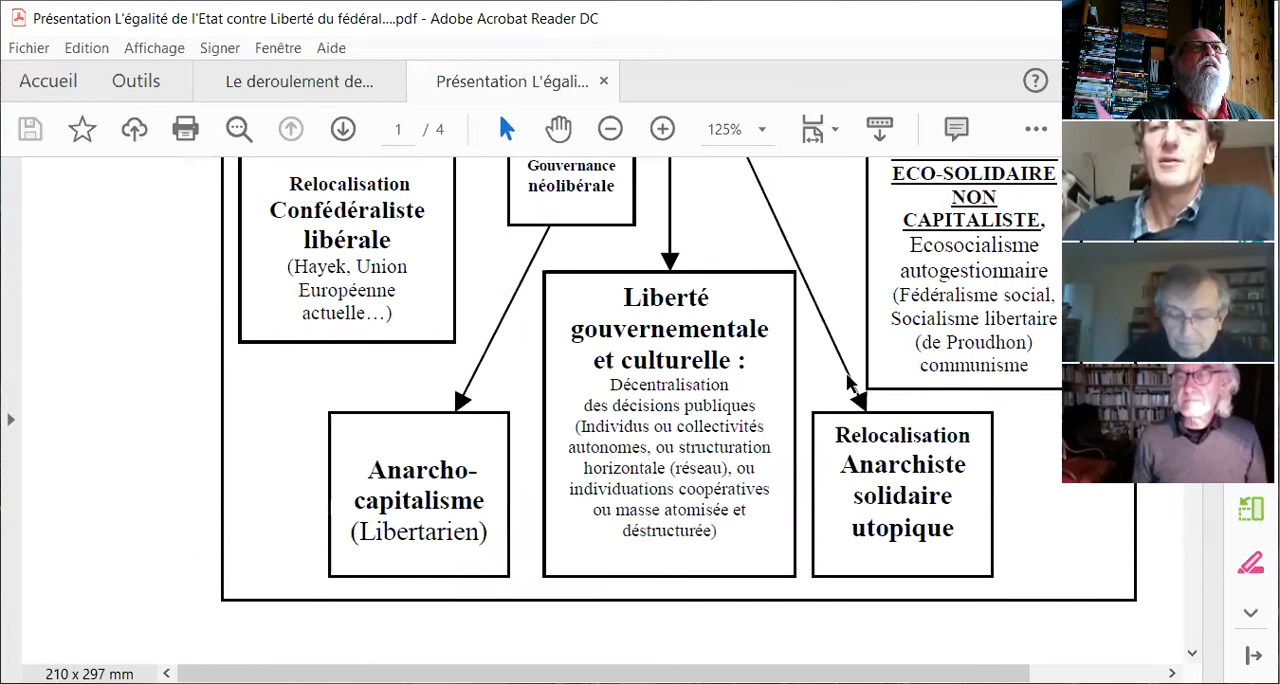 Présentation L'égalité de l'Etat contre Liberté du fédéral....pdf - Adobe Acrobat Reader DC
Fichier Edition Affichage Signer Fenêtre Aide
Accueil Outils Le deroulement de... Présentation L'égali... ×
1 / 4 125%
Relocalisation
Confédéraliste
libérale
(Hayek, Union
Européenne
actuelle…)
Gouvernance
néolibérale
ECO-SOLIDAIRE
NON
CAPITALISTE,
Ecosocialisme
autogestionnaire
(Fédéralisme social,
Socialisme libertaire
(de Proudhon)
communisme
Liberté
gouvernementale
et culturelle :
Décentralisation
des décisions publiques
(Individus ou collectivités
autonomes, ou structuration
horizontale (réseau), ou
individuations coopératives
ou masse atomisée et
déstructurée)
Anarcho-
capitalisme
(Libertarien)
Relocalisation
Anarchiste
solidaire
utopique
210 x 297 mm